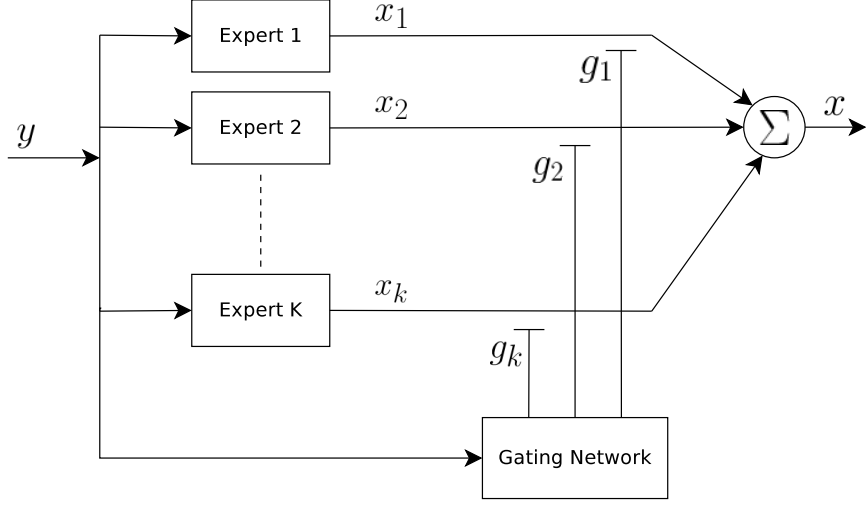 x₁
Expert 1
g₁
x₂
Expert 2
Σ
x
y
g₂
xₖ
Expert K
gₖ
Gating Network